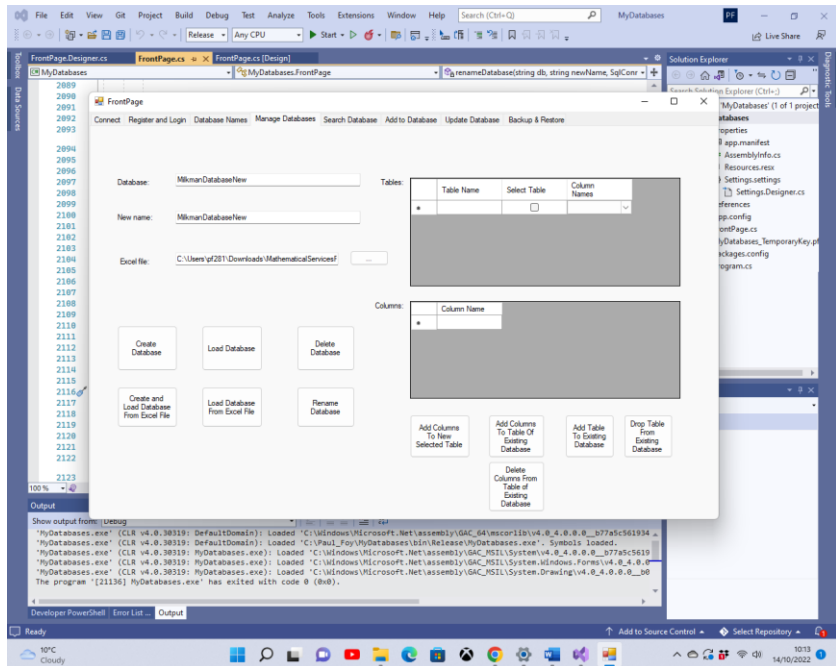 File Edit View Git Project Build Debug Test Analyze Tools Extensions Window Help Search (Ctrl+Q) MyDatabases PF
Release Any CPU Start Live Share
FrontPage.Designer.cs FrontPage.cs FrontPage.cs [Design] Solution Explorer
MyDatabases MyDatabases.FrontPage renameDatabase(string db, string newName, SqlConr
Toolbox
Data Sources
Diagnostic Tools
Search Solution Explorer (Ctrl+;)
2089
2090
2091
2092
2093
2094
2095
2096
2097
2098
2099
2100
2101
2102
2103
2104
2105
2106
2107
2108
2109
2110
2111
2112
2113
2114
2115
2116
2117
2118
2119
2120
2121
2122
2123
100 %
'MyDatabases' (1 of 1 project
atabases
operties
app.manifest
AssemblyInfo.cs
Resources.resx
Settings.settings
Settings.Designer.cs
eferences
pp.config
ontPage.cs
yDatabases_TemporaryKey.pf
ackages.config
rogram.cs
FrontPage
Connect Register and Login Database Names Manage Databases Search Database Add to Database Update Database Backup & Restore
Database: MilkmanDatabaseNew
New name: MilkmanDatabaseNew
Excel file: C:\Users\pf281\Downloads\MathematicalServicesF ...
Tables:
Table Name Select Table Column Names
Columns:
Column Name
Create Database
Load Database
Delete Database
Create and Load Database From Excel File
Load Database From Excel File
Rename Database
Add Columns To New Selected Table
Add Columns To Table Of Existing Database
Add Table To Existing Database
Drop Table From Existing Database
Delete Columns From Table of Existing Database
Output
Show output from: Debug
'MyDatabases.exe' (CLR v4.0.30319: DefaultDomain): Loaded 'C:\Windows\Microsoft.Net\assembly\GAC_64\mscorlib\v4.0_4.0.0.0__b77a5c561934
'MyDatabases.exe' (CLR v4.0.30319: DefaultDomain): Loaded 'C:\Paul_Foy\MyDatabases\bin\Release\MyDatabases.exe'. Symbols loaded.
'MyDatabases.exe' (CLR v4.0.30319: MyDatabases.exe): Loaded 'C:\Windows\Microsoft.Net\assembly\GAC_MSIL\System\v4.0_4.0.0.0__b77a5c5619
'MyDatabases.exe' (CLR v4.0.30319: MyDatabases.exe): Loaded 'C:\Windows\Microsoft.Net\assembly\GAC_MSIL\System.Windows.Forms\v4.0_4.0.0
'MyDatabases.exe' (CLR v4.0.30319: MyDatabases.exe): Loaded 'C:\Windows\Microsoft.Net\assembly\GAC_MSIL\System.Drawing\v4.0_4.0.0.0__b0
The program '[21136] MyDatabases.exe' has exited with code 0 (0x0).
Developer PowerShell Error List ... Output
Ready Add to Source Control Select Repository
10°C
Cloudy
10:13
14/10/2022